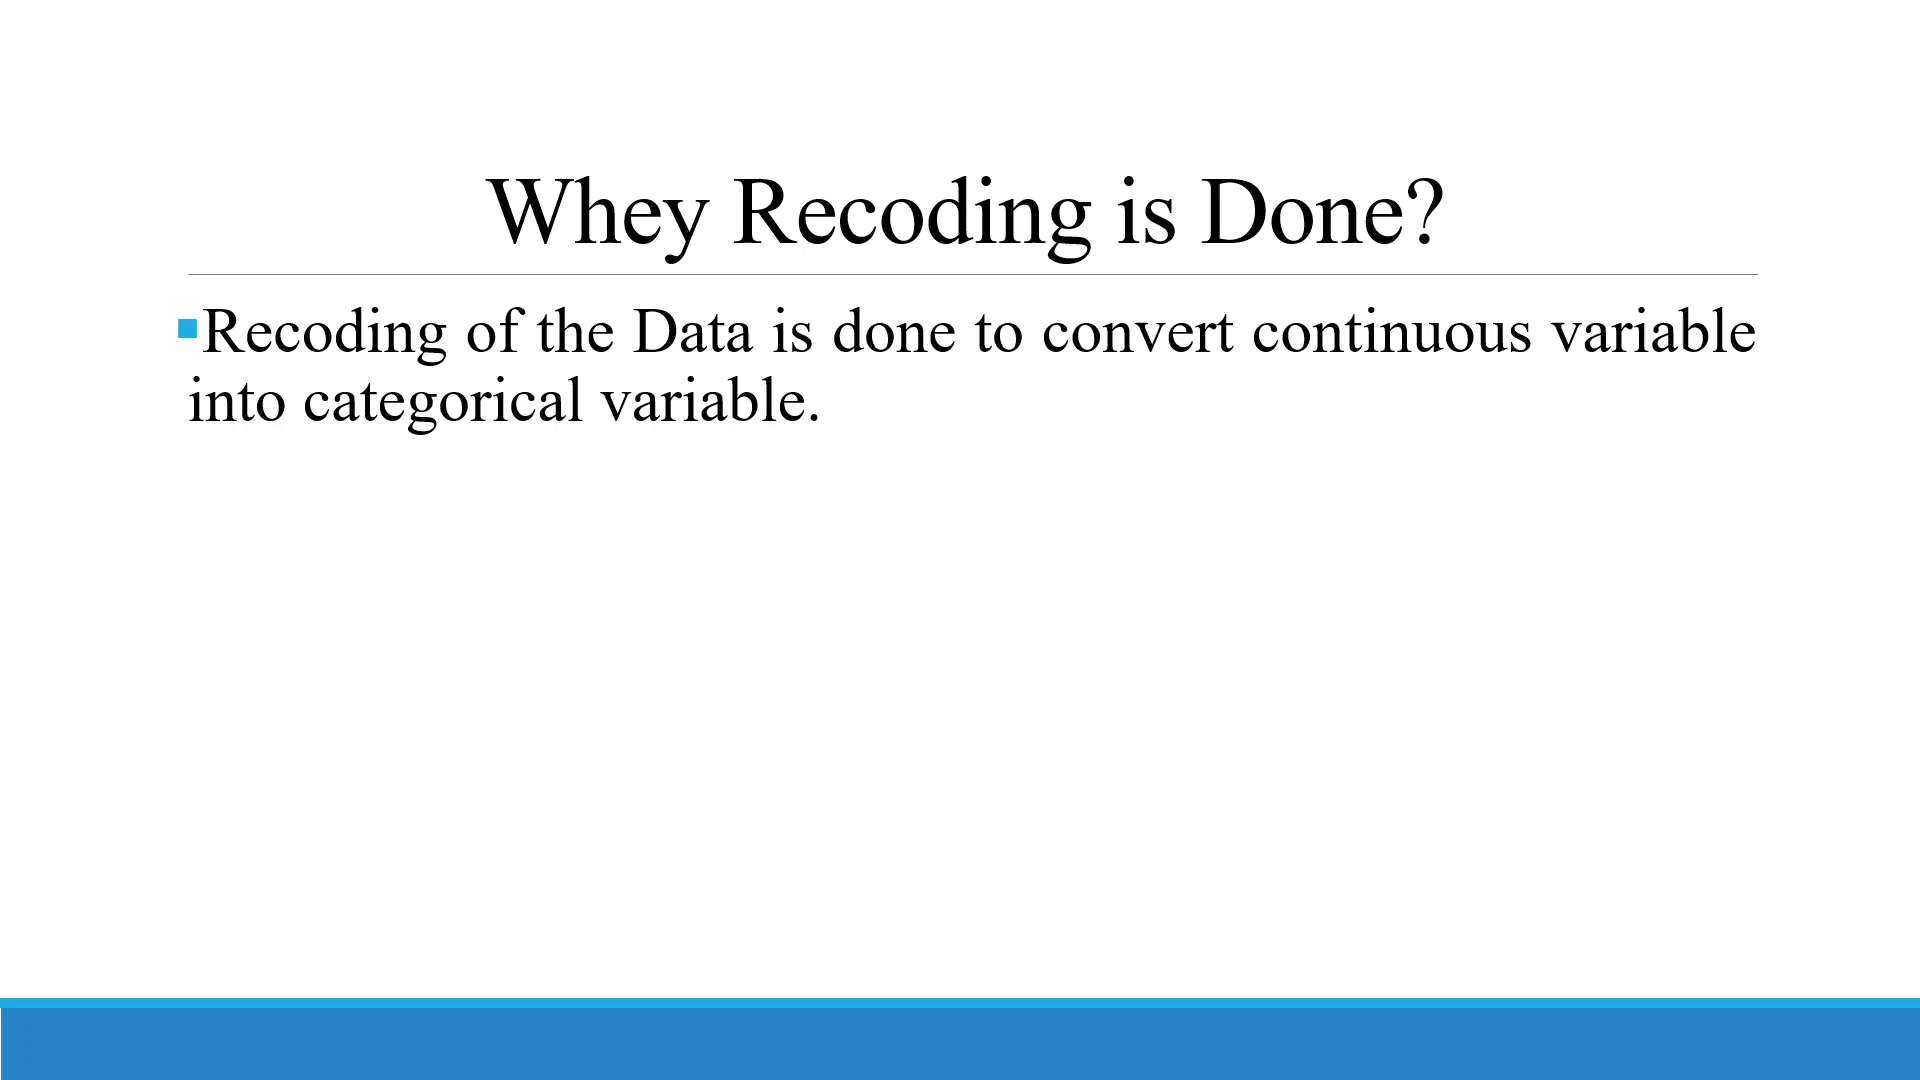 Whey Recoding is Done?
▪Recoding of the Data is done to convert continuous variable
into categorical variable.